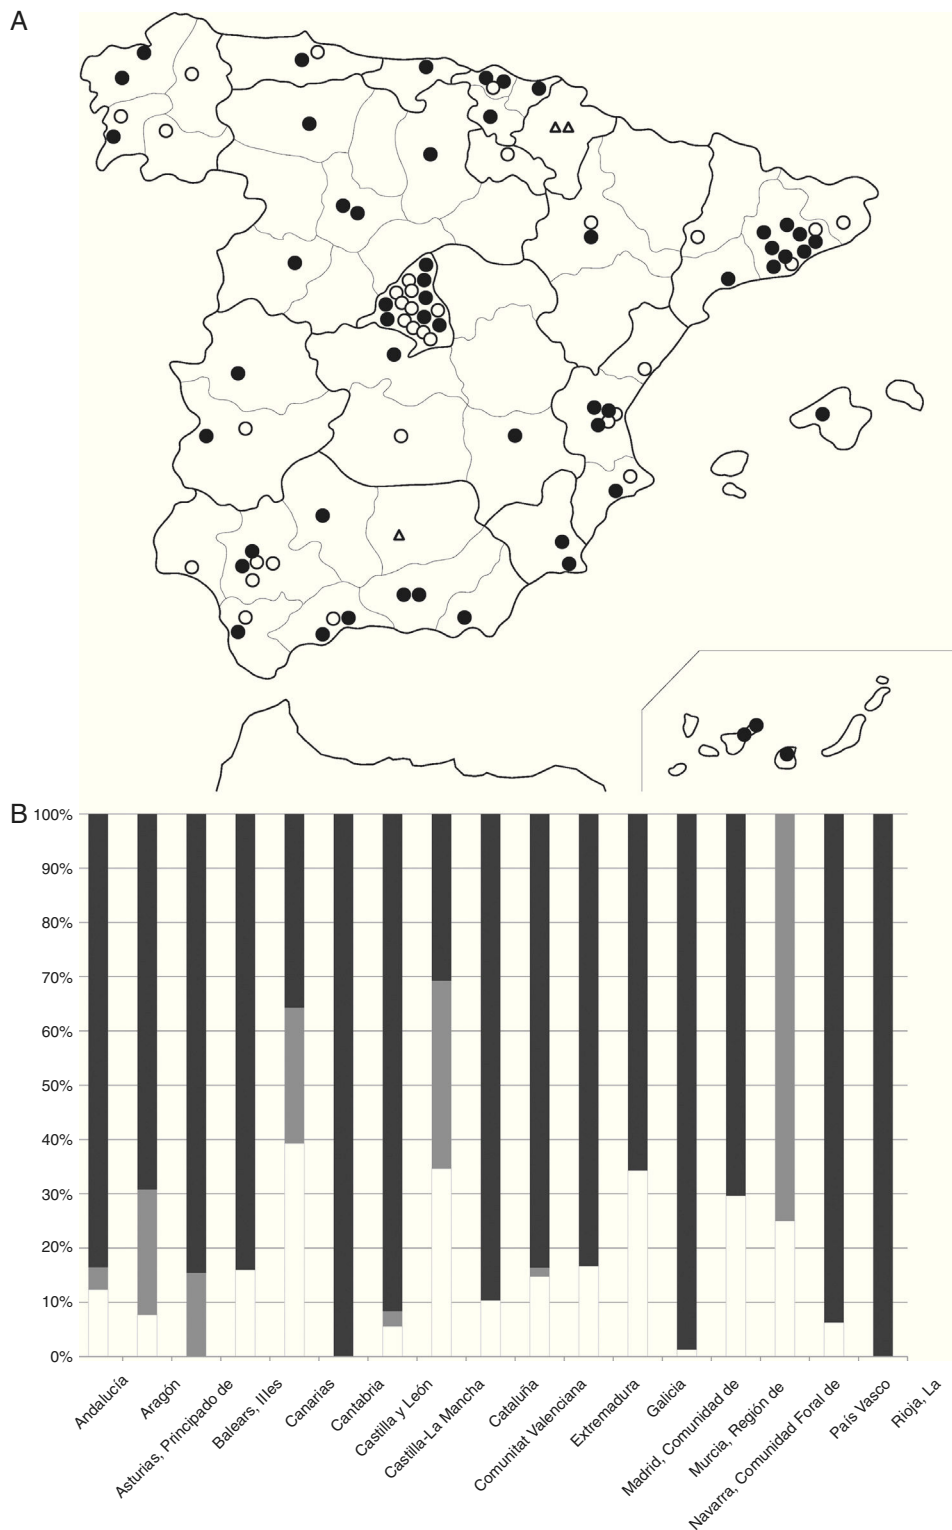 A
B
100%
90%
80%
70%
60%
50%
40%
30%
20%
10%
0%
Andalucía
Aragón
Asturias, Principado de
Balears, Illes
Canarias
Cantabria
Castilla y León
Castilla-La Mancha
Cataluña
Comunitat Valenciana
Extremadura
Galicia
Madrid, Comunidad de
Murcia, Región de
Navarra, Comunidad Foral de
País Vasco
Rioja, La